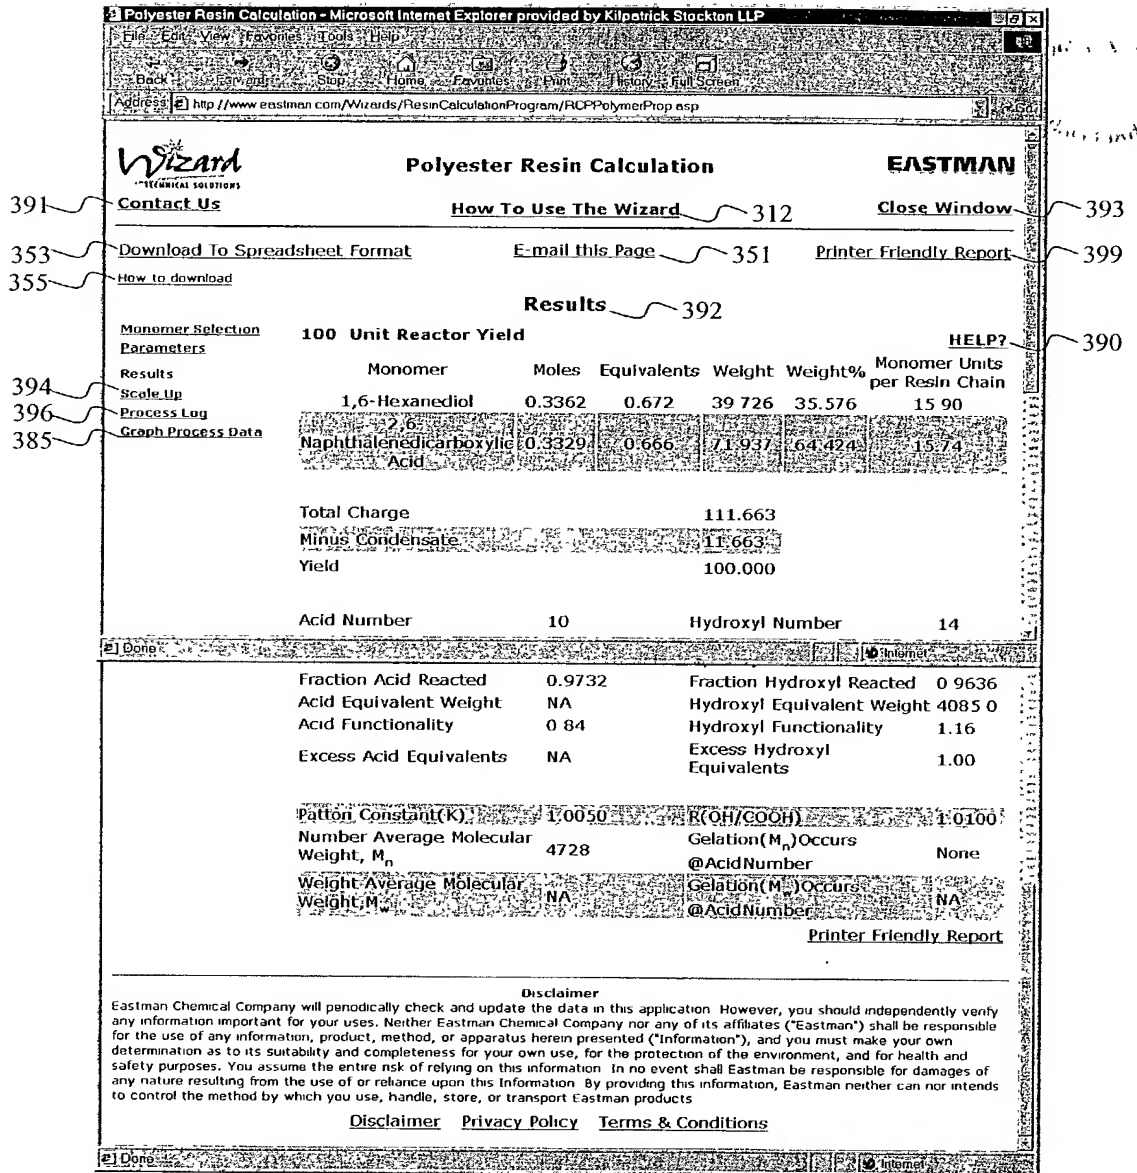 Polyester Resin Calculation - Microsoft Internet Explorer provided by Kilpatrick Stockton LLP
File Edit View Favorites Tools Help
Back Forward Stop Home Favorites Print History Full Screen
Address http //www eastman com/Wizards/ResinCalculationProgram/RCPPolymerProp asp Go
Wizard Polyester Resin Calculation EASTMAN
TECHNICAL SOLUTIONS
391 Contact Us How To Use The Wizard 312 Close Window 393
353 Download To Spreadsheet Format E-mail this Page 351 Printer Friendly Report 399
355 How to download
Results 392
Monomer Selection 100 Unit Reactor Yield HELP? 390
Parameters
Results
394 Scale Up
396 Process Log
385 Graph Process Data
Monomer Moles Equivalents Weight Weight% Monomer Units per Resin Chain
1,6-Hexanediol 0.3362 0.672 39 726 35.576 15 90
2,6
Naphthalenedicarboxylic 0.3329 0.666 71.937 64.424 15.74
Acid
Total Charge 111.663
Minus Condensate 11.663
Yield 100.000
Acid Number 10 Hydroxyl Number 14
Done Internet
Fraction Acid Reacted 0.9732 Fraction Hydroxyl Reacted 0 9636
Acid Equivalent Weight NA Hydroxyl Equivalent Weight 4085 0
Acid Functionality 0 84 Hydroxyl Functionality 1.16
Excess Acid Equivalents NA Excess Hydroxyl Equivalents 1.00
Patton Constant(K) 1.0050 R(OH/COOH) 1.0100
Number Average Molecular Weight, Mn 4728 Gelation(Mn)Occurs @AcidNumber None
Weight Average Molecular Weight,Mw NA Gelation(Mw)Occurs @AcidNumber NA
Printer Friendly Report
Disclaimer
Eastman Chemical Company will periodically check and update the data in this application However, you should independently verify
any information important for your uses. Neither Eastman Chemical Company nor any of its affiliates ("Eastman") shall be responsible
for the use of any information, product, method, or apparatus herein presented ("Information"), and you must make your own
determination as to its suitability and completeness for your own use, for the protection of the environment, and for health and
safety purposes. You assume the entire risk of relying on this information In no event shall Eastman be responsible for damages of
any nature resulting from the use of or reliance upon this Information By providing this information, Eastman neither can nor intends
to control the method by which you use, handle, store, or transport Eastman products
Disclaimer Privacy Policy Terms & Conditions
Done Internet